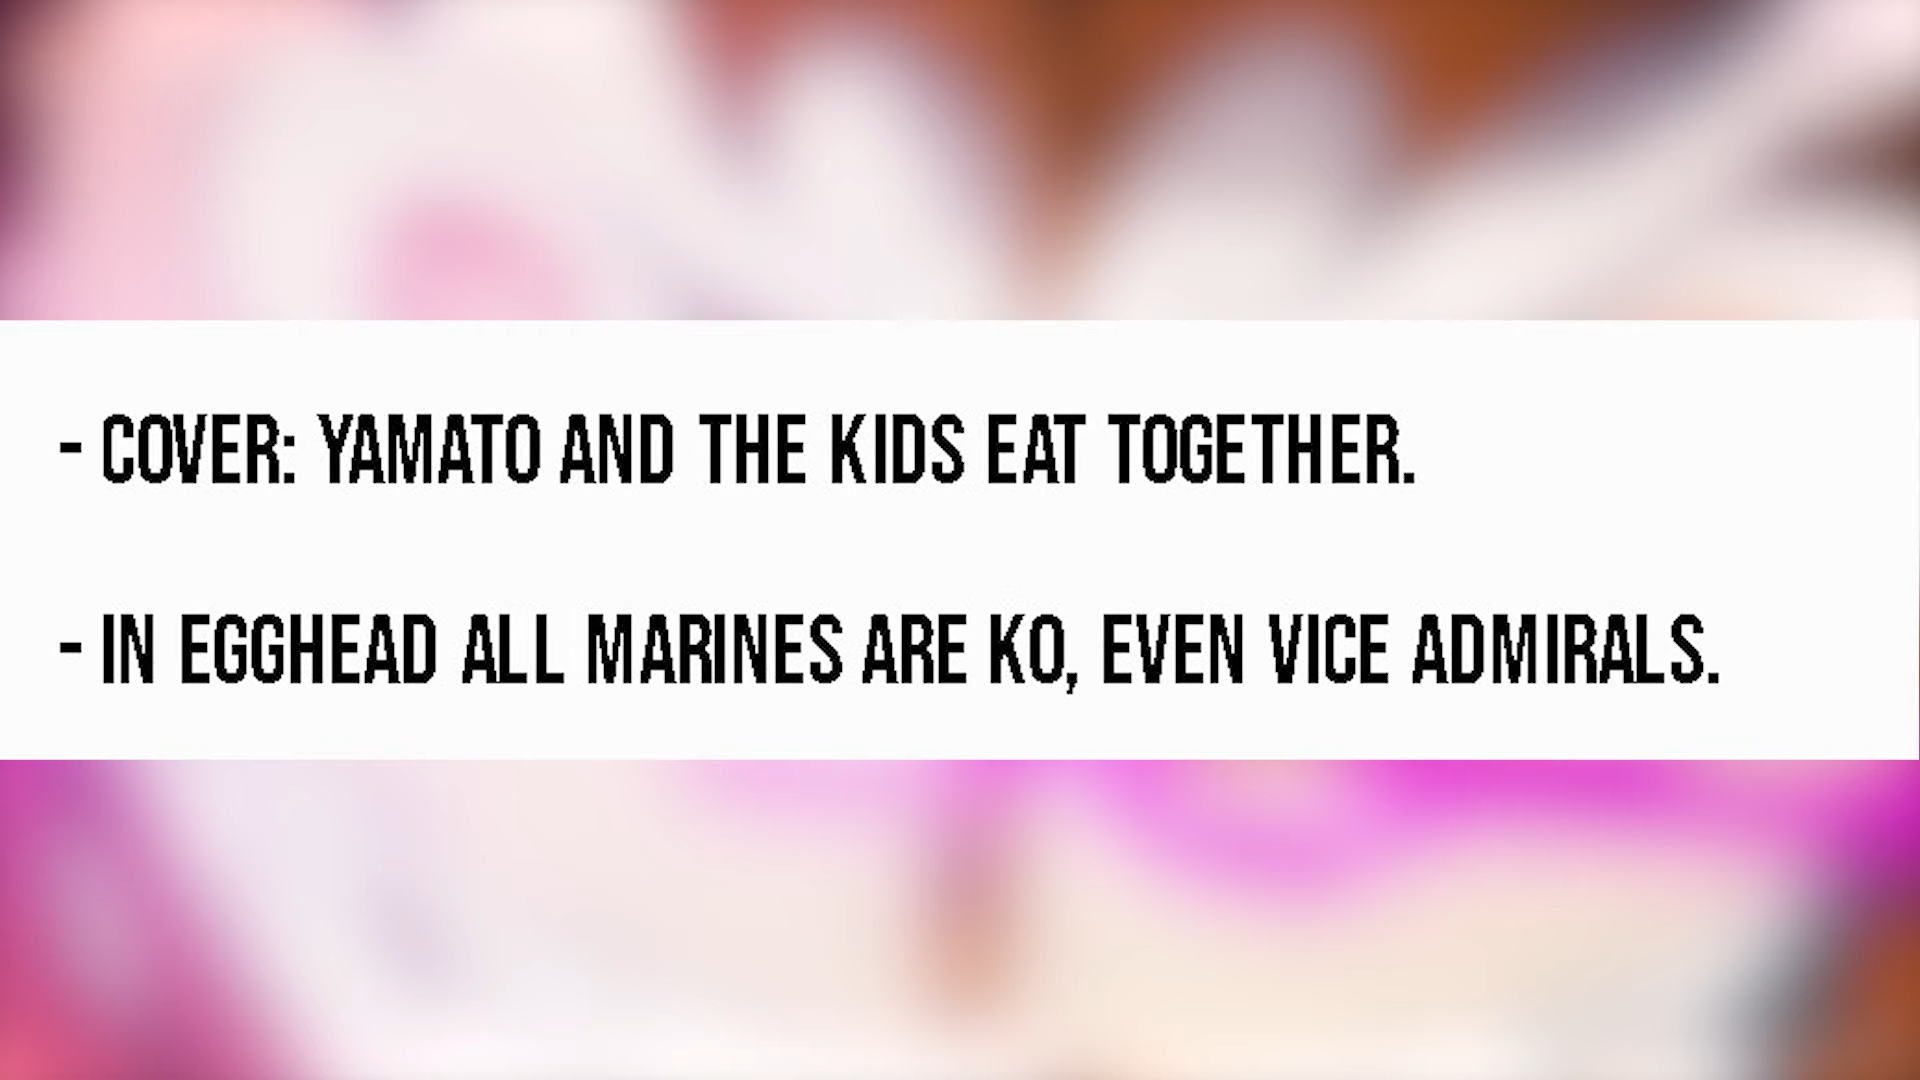 - COVER: YAMATO AND THE KIDS EAT TOGETHER.
- IN EGGHEAD ALL MARINES ARE KO, EVEN VICE ADMIRALS.